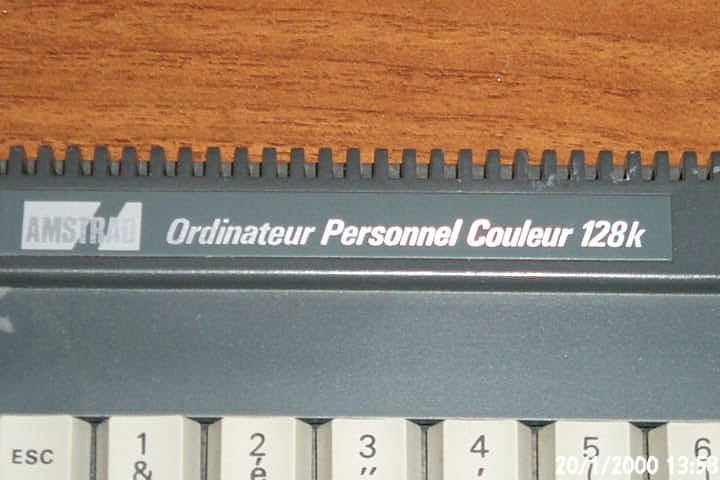 AMSTRAD Ordinateur Personnel Couleur 128k
ESC 1 2 3 4 5 6
& é " '
20/1/2000 13:58